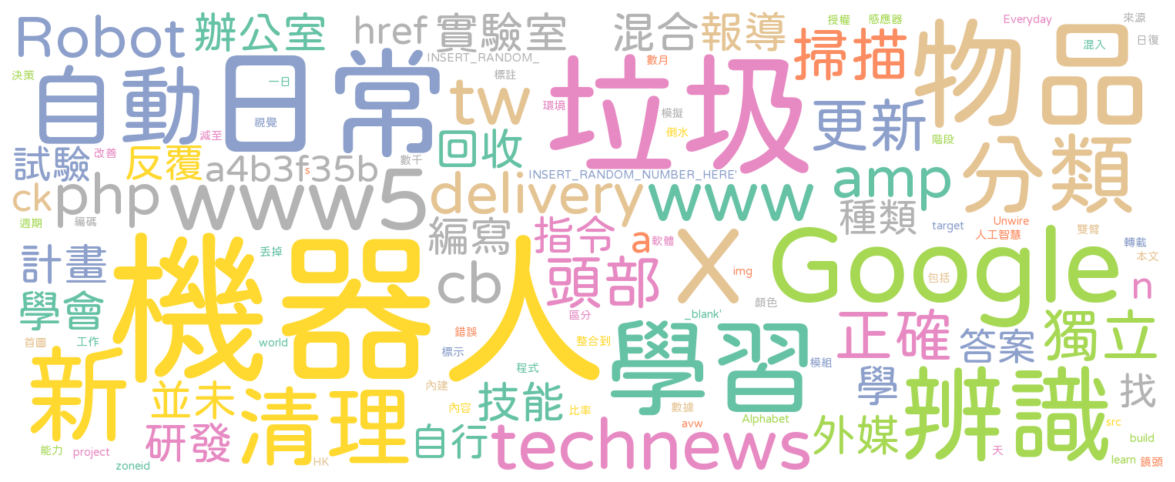 Robot 辦公室 href 實驗室 混合 報導 授權 感應器 Everyday 來源
決策 自動 日常 一日 視覺 減至 tw INSERT_RANDOM_ 標註 垃圾 數月 掃描 物品 混入 日復
環境 模擬 倒水 更新 階段
試驗 改善 反覆 a4b3f35b s 數千 回收 INSERT_RANDOM_NUMBER_HERE' 分類
ck php www5 delivery www amp 種類
週期 編碼 編寫 指令 a 軟體 X Google target Unwire 人工智慧 雙臂 轉載 本文
計畫 機器人 丟掉 cb 頭部 img 包括 n
學會 區分 顏色 _blank'
首圖 工作 world 錯誤 標示 程式 整合到 學習 模組 正確 答案 獨立
新 並未 清理 內建 技能 內容 比率 數據 學 辨識 找
研發 自行 technews avw Alphabet 外媒 src build
能力 project zoneid HK 天 learn 鏡頭